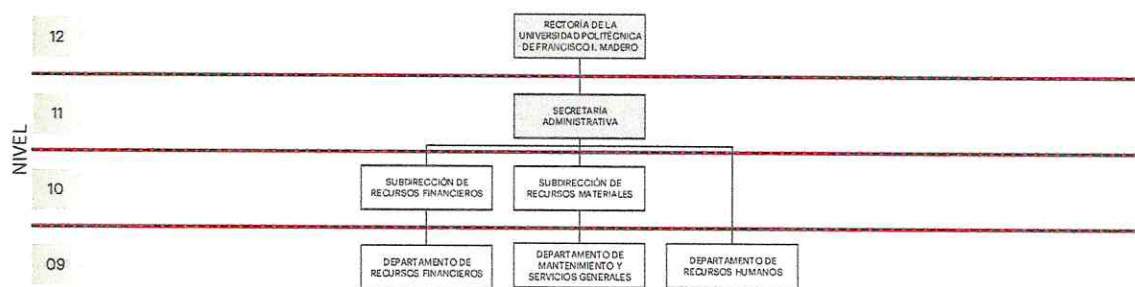 12
RECTORÍA DE LA
UNIVERSIDAD POLITÉCNICA
DE FRANCISCO I. MADERO
NIVEL
11
SECRETARÍA
ADMINISTRATIVA
10
SUBDIRECCIÓN DE
RECURSOS FINANCIEROS
SUBDIRECCIÓN DE
RECURSOS MATERIALES
09
DEPARTAMENTO DE
RECURSOS FINANCIEROS
DEPARTAMENTO DE
MANTENIMIENTO Y
SERVICIOS GENERALES
DEPARTAMENTO DE
RECURSOS HUMANOS